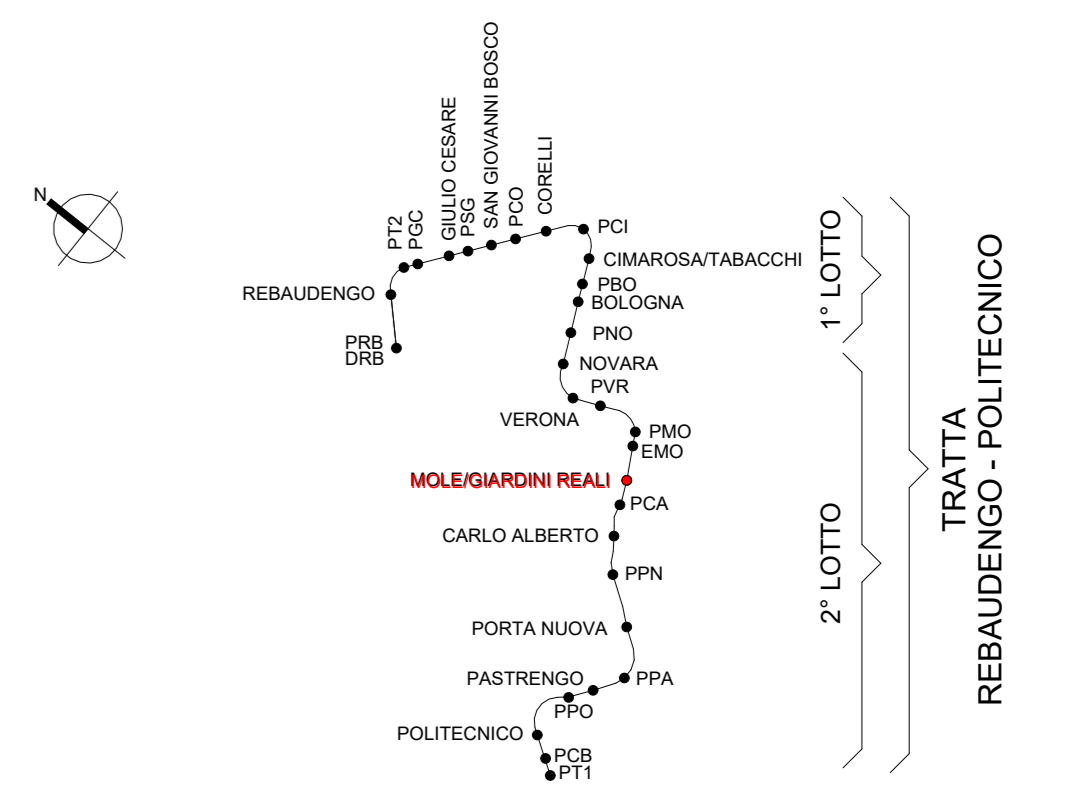 N
PT2
PGC
GIULIO CESARE
PSG
SAN GIOVANNI BOSCO
PCO
CORELLI
PCI
CIMAROSA/TABACCHI
REBAUDENGO
PBO
BOLOGNA
PRB
DRB
PNO
NOVARA
PVR
VERONA
PMO
EMO
MOLE/GIARDINI REALI
PCA
CARLO ALBERTO
PPN
PORTA NUOVA
PASTRENGO
PPA
PPO
POLITECNICO
PCB
PT1
1° LOTTO
2° LOTTO
TRATTA
REBAUDENGO - POLITECNICO